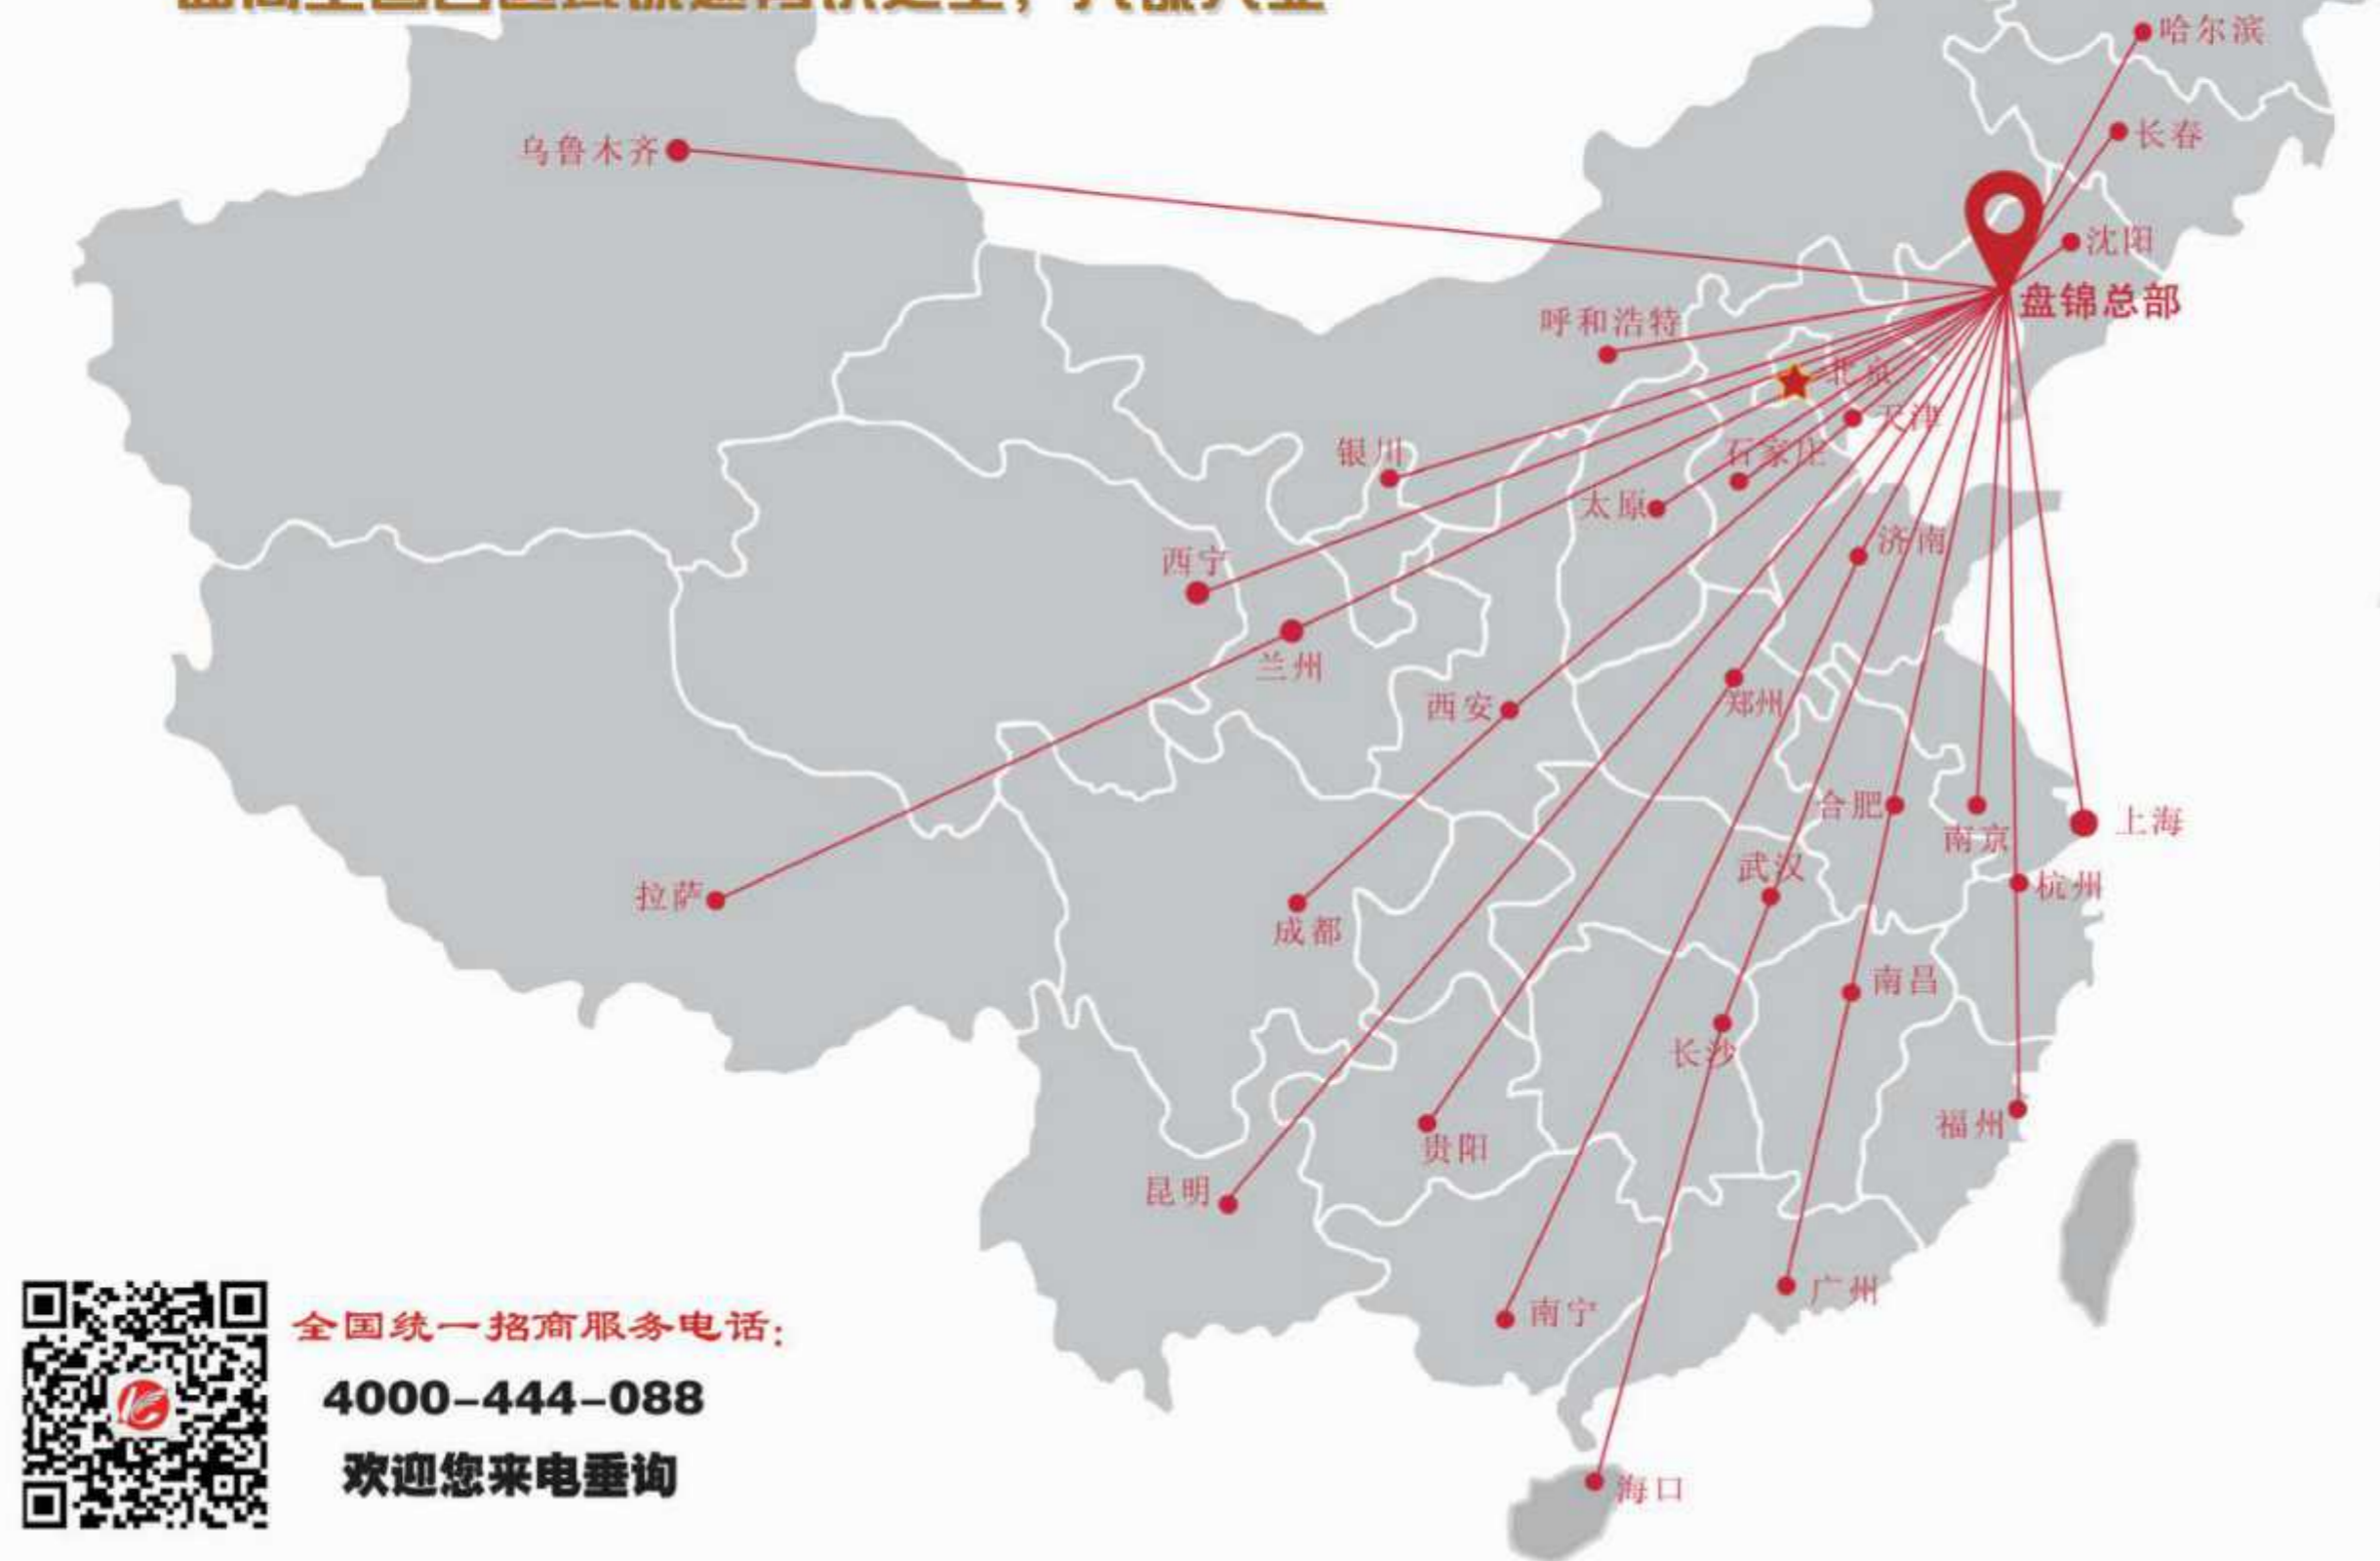 哈尔滨
长春
乌鲁木齐
沈阳
盘锦总部
呼和浩特
北京
天津
银川
石家庄
太原
济南
西宁
兰州
西安
郑州
合肥
南京
上海
武汉
杭州
拉萨
成都
南昌
长沙
福州
贵阳
昆明
广州
南宁
海口
全国统一招商服务电话：
4000-444-088
欢迎您来电垂询